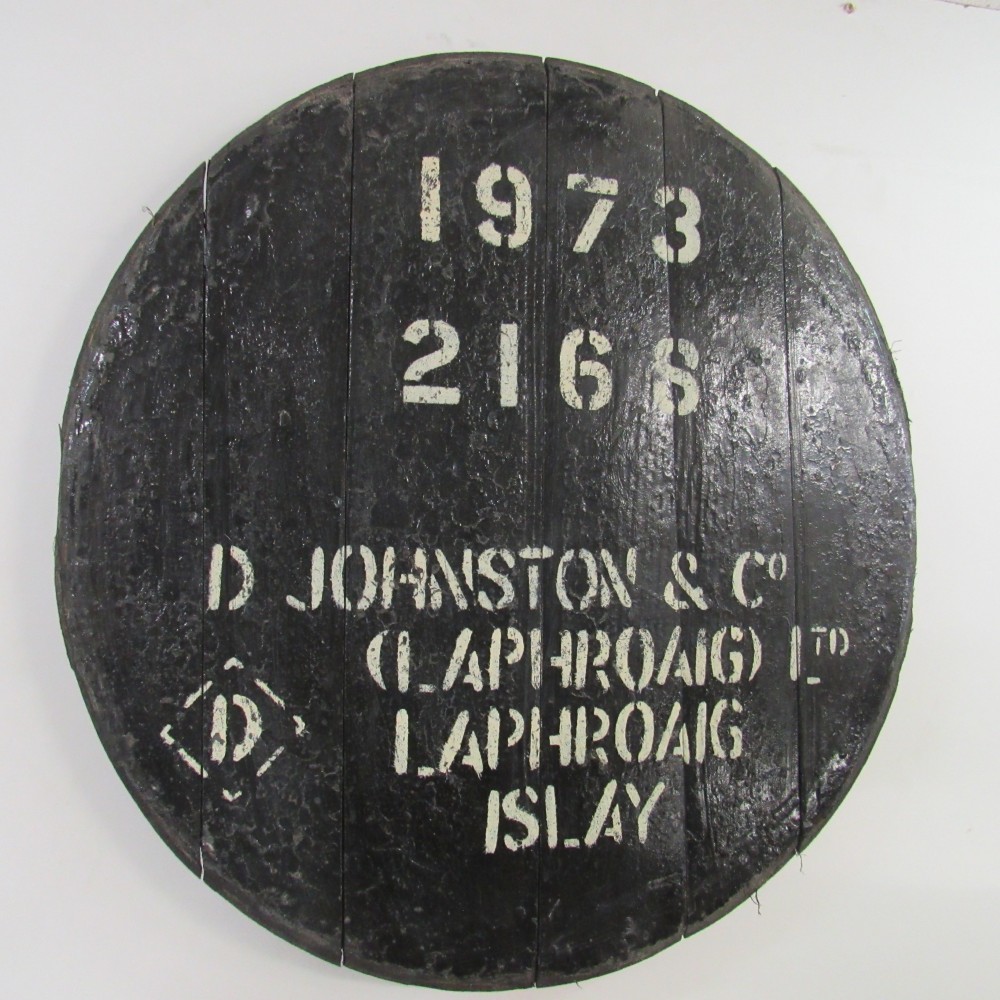 1973
2168
D JOHNSTON & Cº
(LAPHROAIG) LTD
D
LAPHROAIG
ISLAY